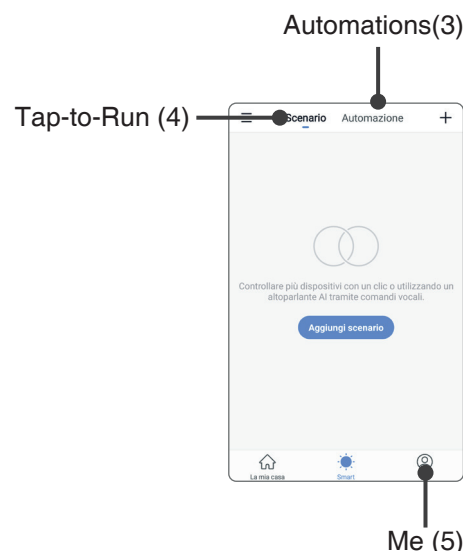 Automations(3)
Tap-to-Run (4)
Scenario Automazione +
Controllare più dispositivi con un clic o utilizzando un
altoparlante AI tramite comandi vocali.
Aggiungi scenario
La mia casa Smart
Me (5)